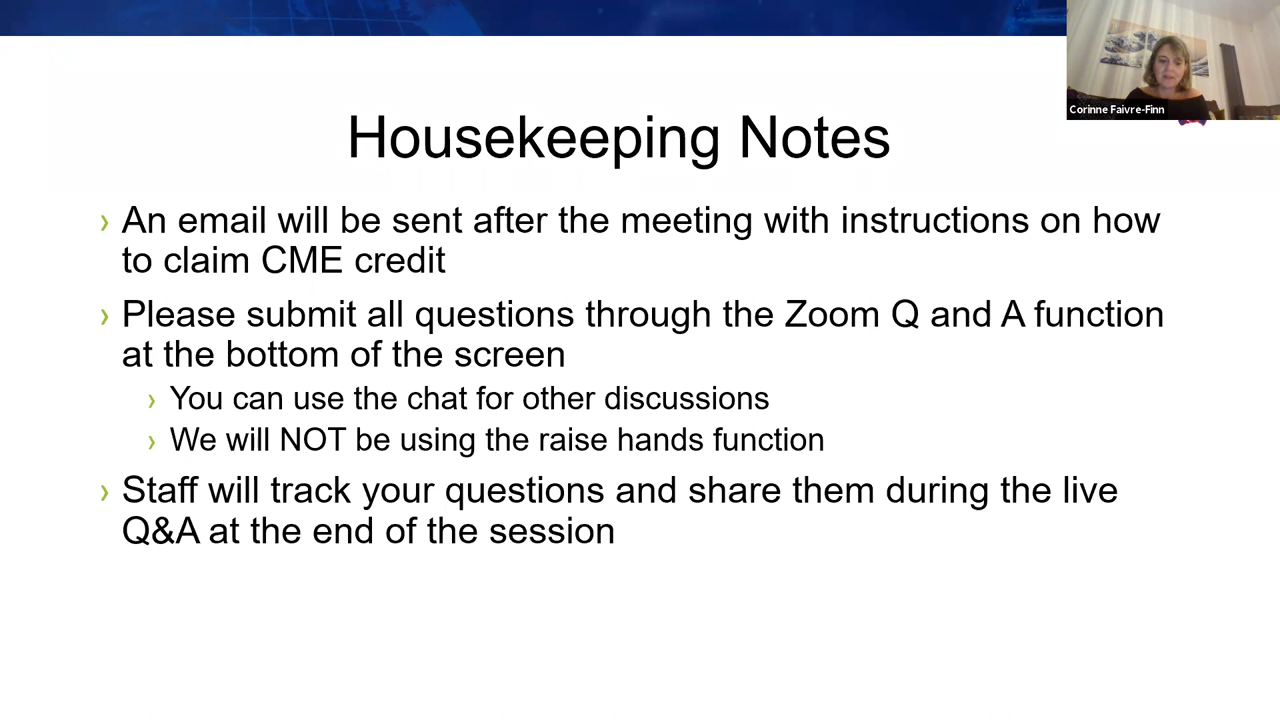 Corinne Faivre-Finn
Housekeeping Notes
› An email will be sent after the meeting with instructions on how
to claim CME credit
› Please submit all questions through the Zoom Q and A function
at the bottom of the screen
› You can use the chat for other discussions
› We will NOT be using the raise hands function
› Staff will track your questions and share them during the live
Q&A at the end of the session